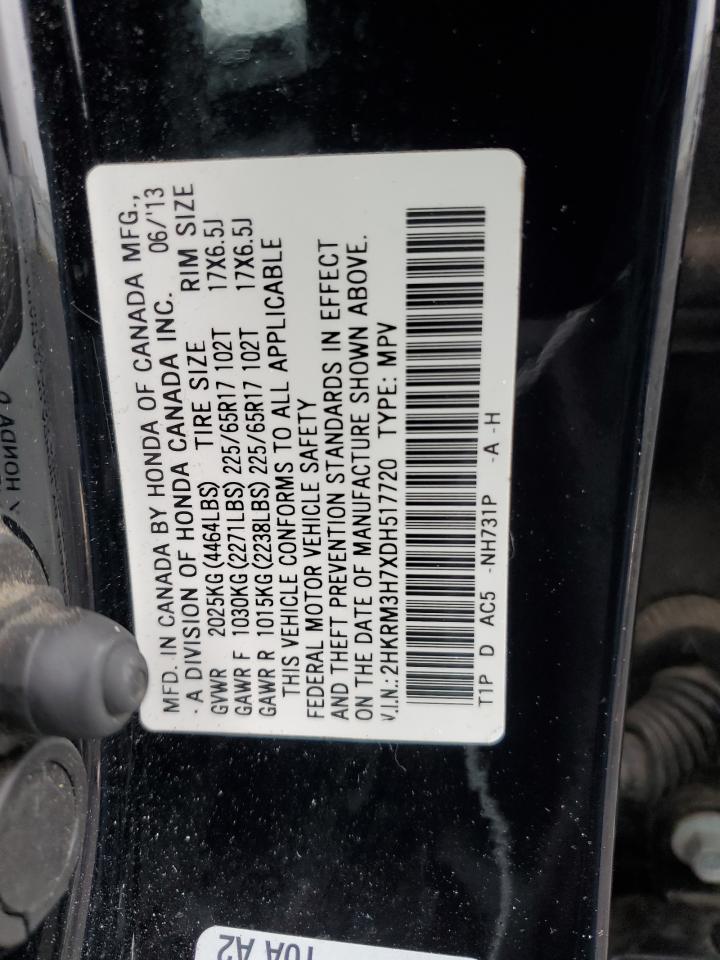 MFD. IN CANADA BY HONDA OF CANADA MFG.,
- A DIVISION OF HONDA CANADA INC. 06/'13
GVWR 2025KG(4464LBS) TIRE SIZE RIM SIZE
GAWR F 1030KG(2271LBS) 225/65R17 102T 17X6.5J
GAWR R 1015KG(2238LBS) 225/65R17 102T 17X6.5J
THIS VEHICLE CONFORMS TO ALL APPLICABLE
FEDERAL MOTOR VEHICLE SAFETY
AND THEFT PREVENTION STANDARDS IN EFFECT
ON THE DATE OF MANUFACTURE SHOWN ABOVE.
V.I.N.:2HKRM3H7XDH517720 TYPE: MPV
T1P D AC5 -NH731P -A -H
HONDA
A2